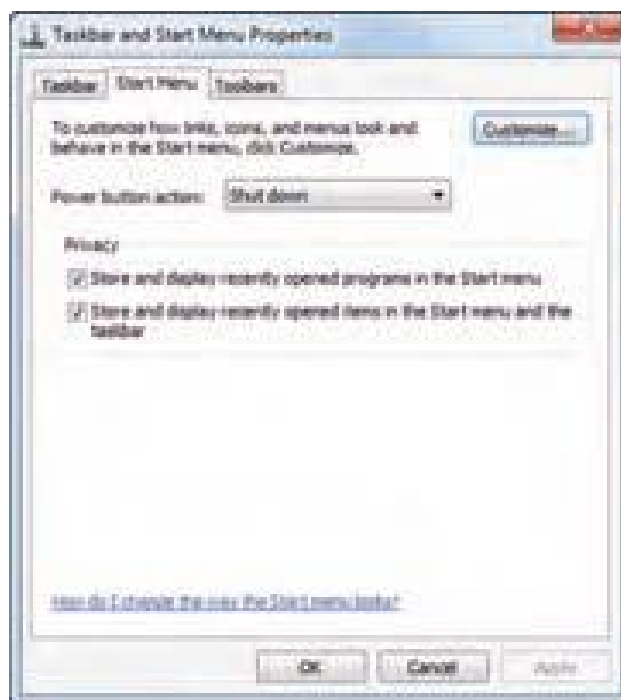 Taskbar and Start Menu Properties
Taskbar
Start Menu
Toolbars
To customize how links, icons, and menus look and
behave in the Start menu, click Customize.
Customize...
Power button action:
Shut down
Privacy
Store and display recently opened programs in the Start menu
Store and display recently opened items in the Start menu and the
taskbar
How do I change the way the Start menu looks?
OK
Cancel
Apply